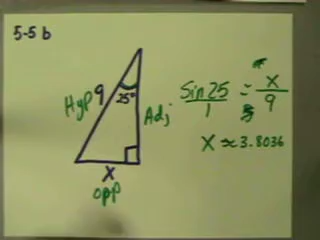 5-5 b
Hyp 9
25°
Adj
x
opp
Sin 25 / 1 = x / 9
x ≈ 3.8036